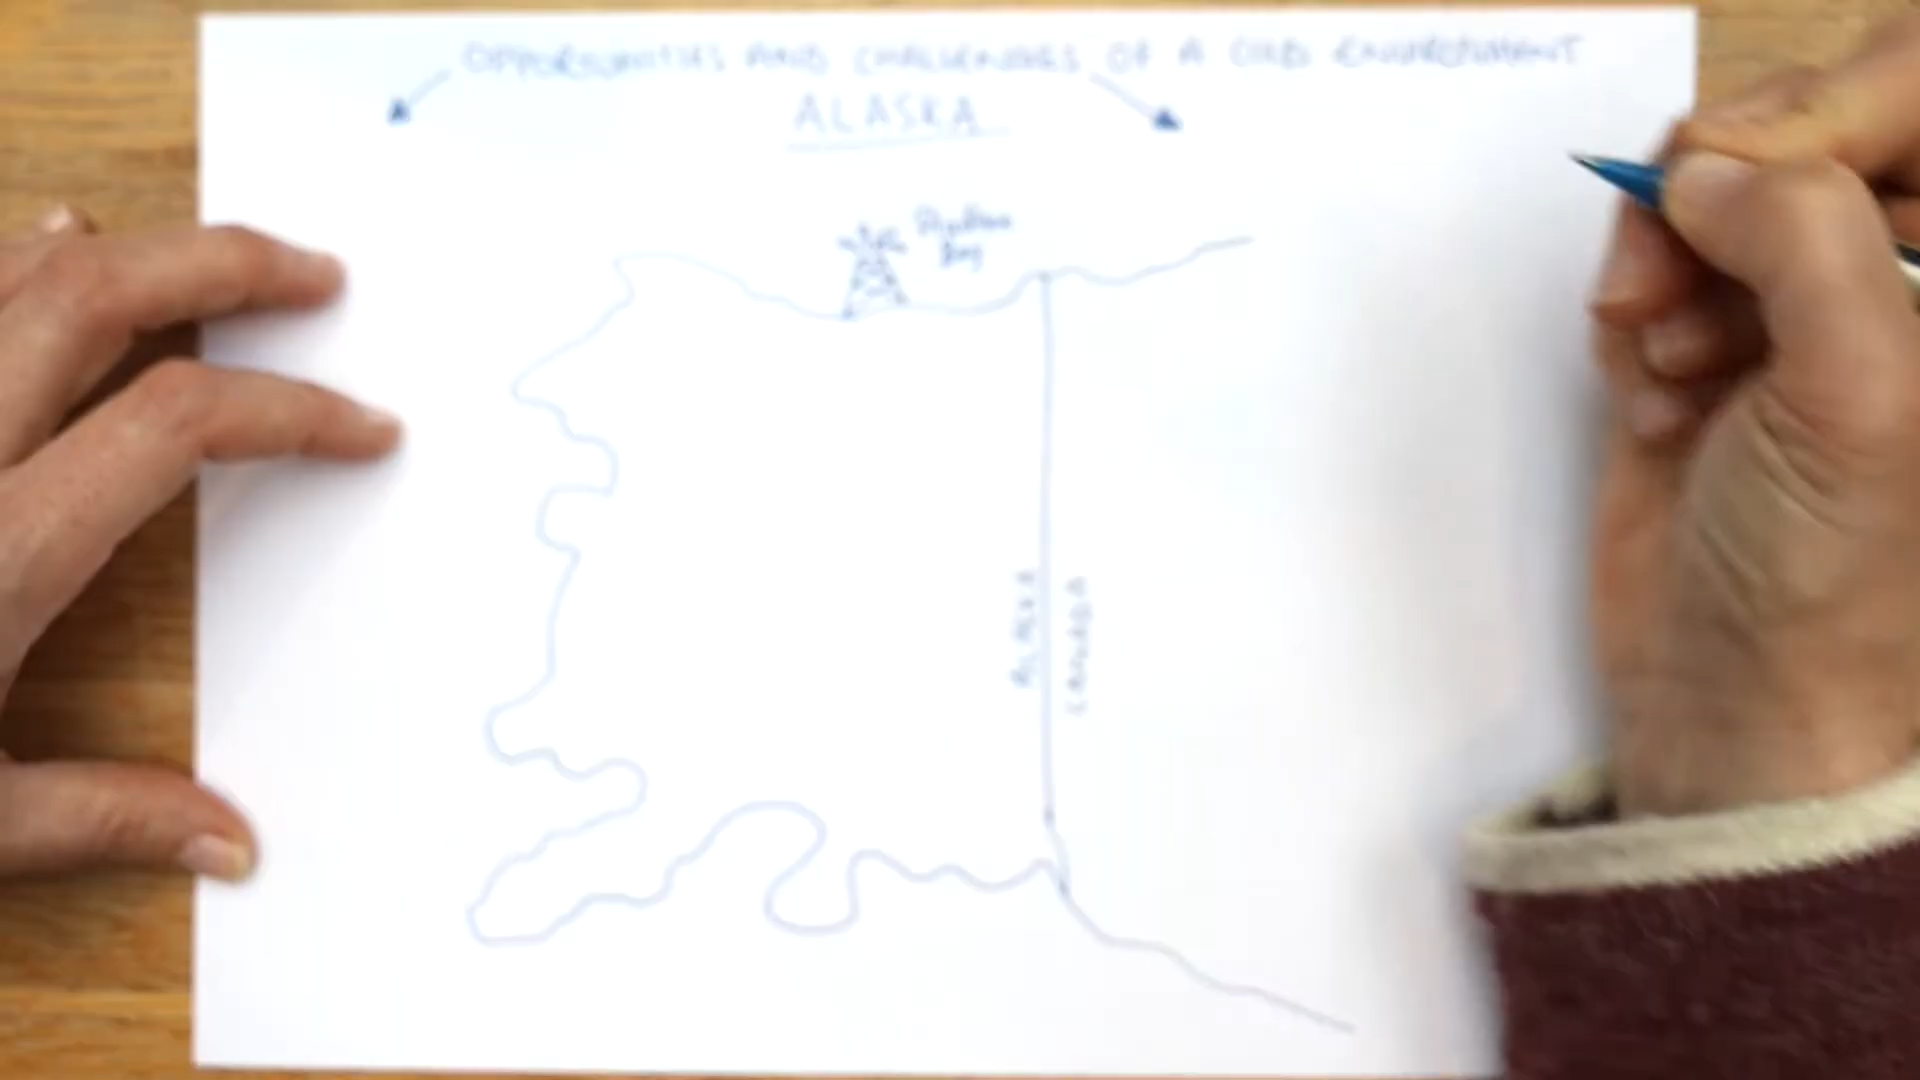 OPPORTUNITIES AND CHALLENGES OF A COLD ENVIRONMENT
ALASKA
Prudhoe
Bay
ALASKA
CANADA